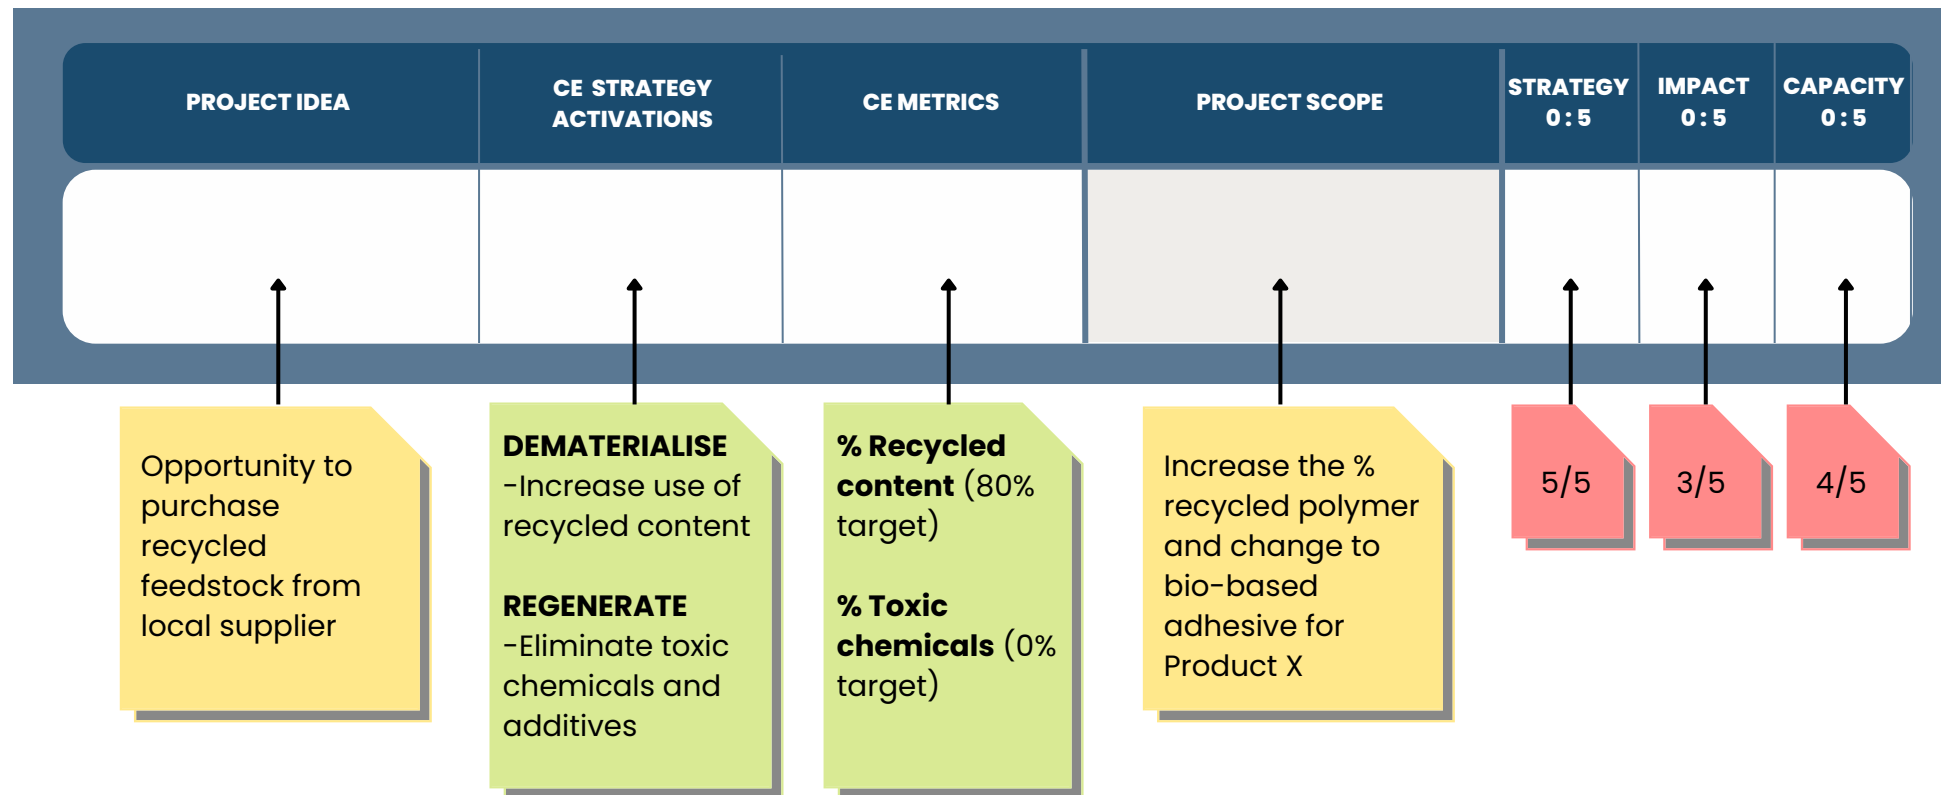 PROJECT IDEA
CE STRATEGY
ACTIVATIONS
CE METRICS
PROJECT SCOPE
STRATEGY
0:5
IMPACT
0:5
CAPACITY
0:5
Opportunity to
purchase
recycled
feedstock from
local supplier
DEMATERIALISE
-Increase use of
recycled content
REGENERATE
-Eliminate toxic
chemicals and
additives
% Recycled
content (80%
target)
% Toxic
chemicals (0%
target)
Increase the %
recycled polymer
and change to
bio-based
adhesive for
Product X
5/5
3/5
4/5